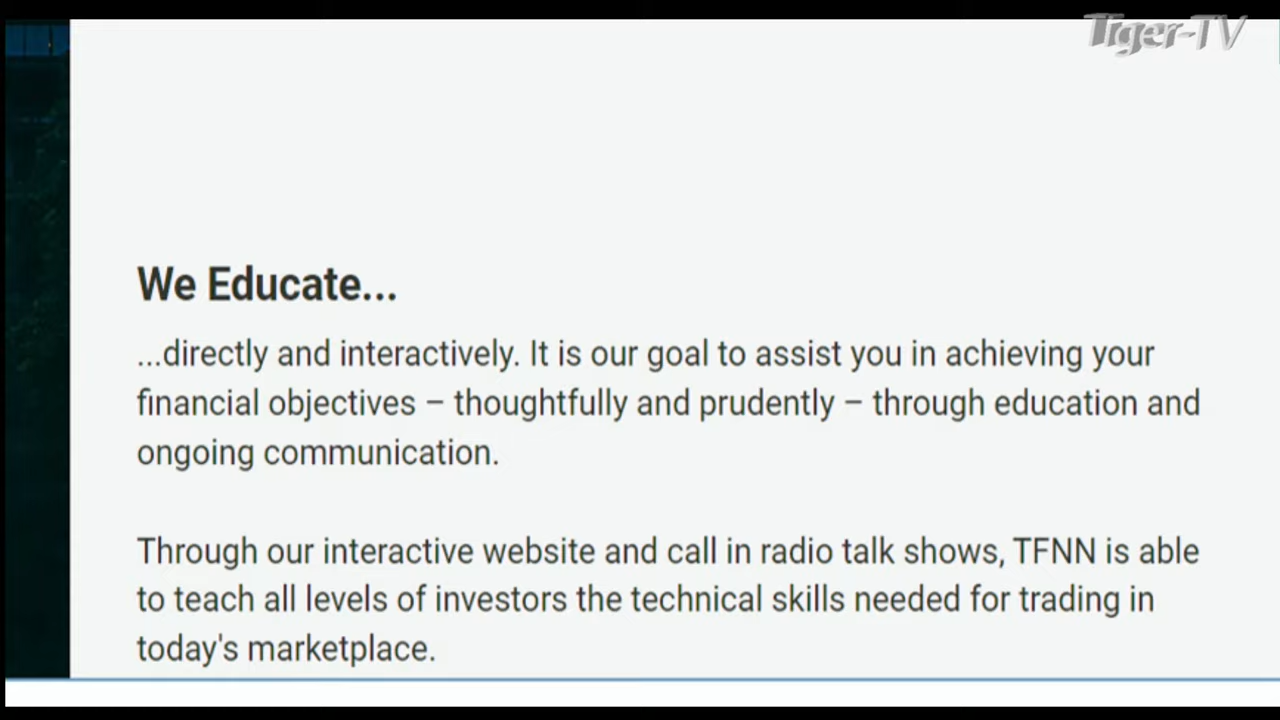 Tiger-TV
We Educate...
...directly and interactively. It is our goal to assist you in achieving your
financial objectives – thoughtfully and prudently – through education and
ongoing communication.
Through our interactive website and call in radio talk shows, TFNN is able
to teach all levels of investors the technical skills needed for trading in
today's marketplace.